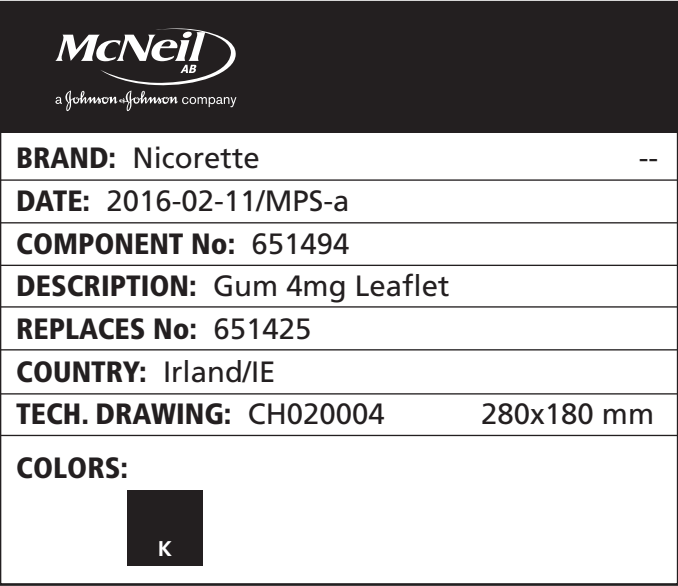 McNeil
AB
a Johnson & Johnson company
BRAND: Nicorette --
DATE: 2016-02-11/MPS-a
COMPONENT No: 651494
DESCRIPTION: Gum 4mg Leaflet
REPLACES No: 651425
COUNTRY: Irland/IE
TECH. DRAWING: CH020004 280x180 mm
COLORS:
K